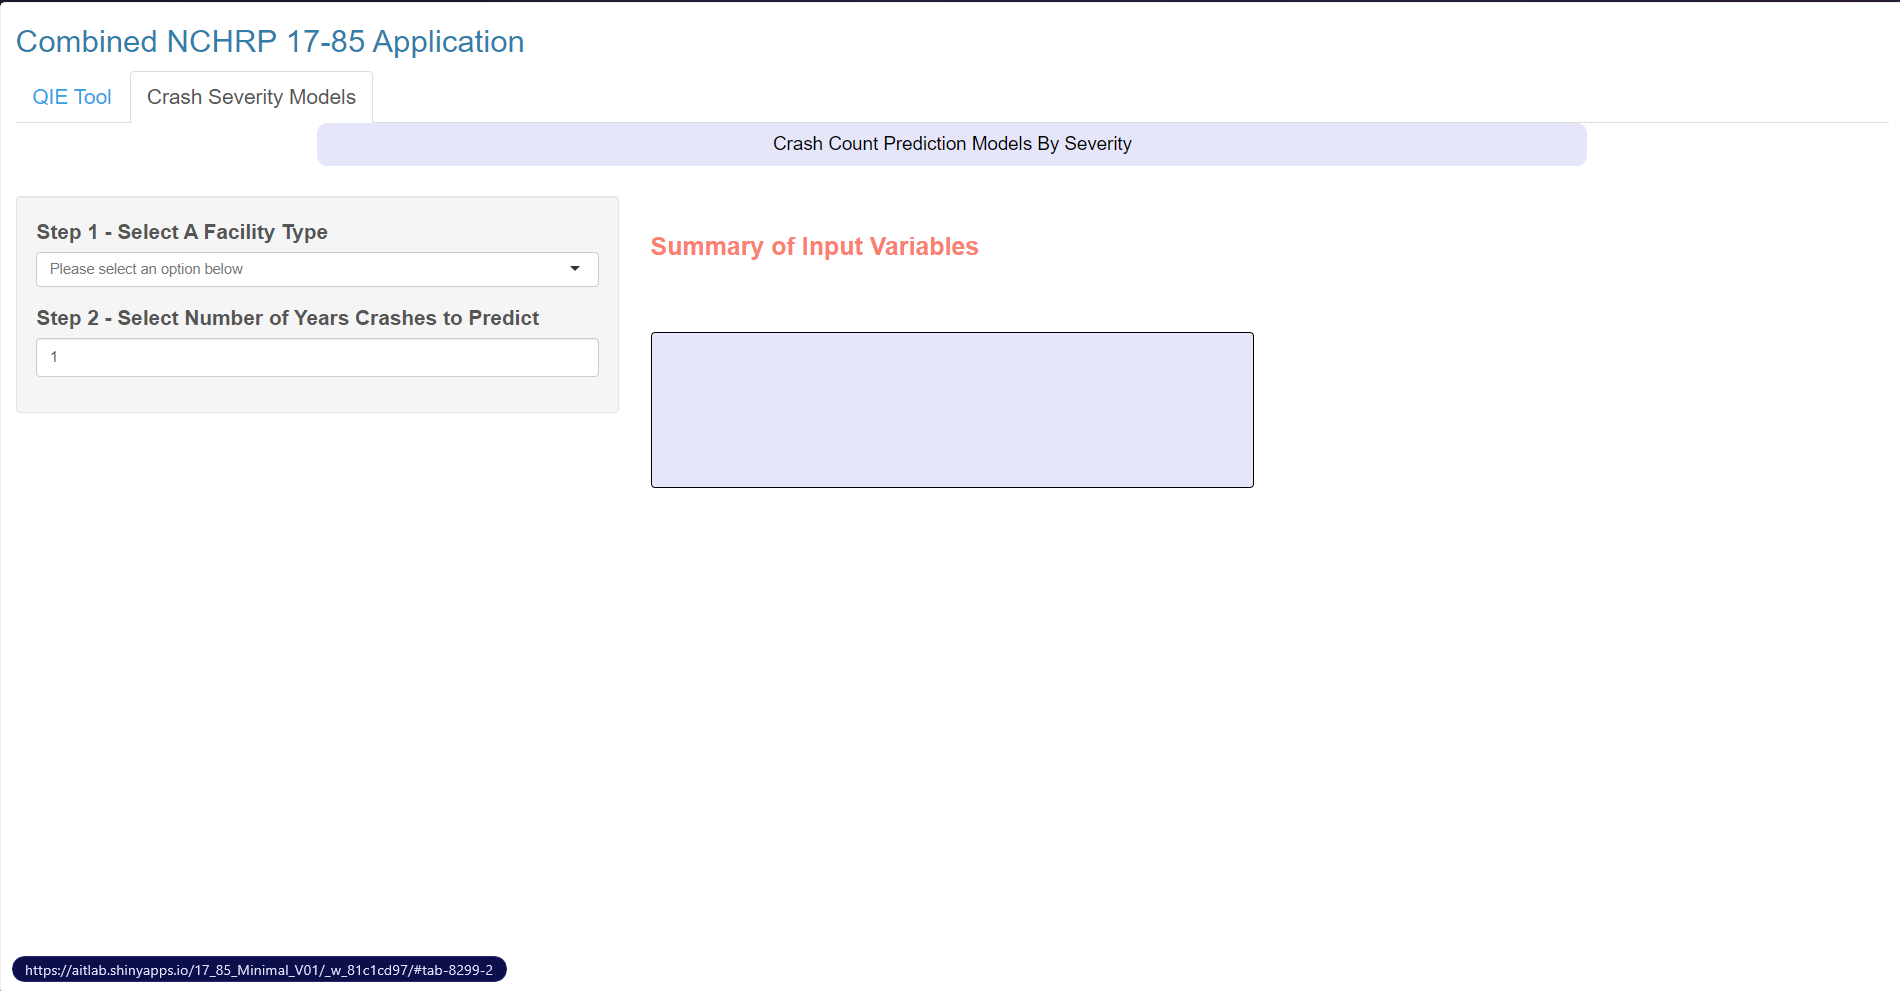 Combined NCHRP 17-85 Application
QIE Tool
Crash Severity Models
Crash Count Prediction Models By Severity
Step 1 - Select A Facility Type
Please select an option below
Step 2 - Select Number of Years Crashes to Predict
1
Summary of Input Variables
https://aitlab.shinyapps.io/17_85_Minimal_V01/_w_81c1cd97/#tab-8299-2